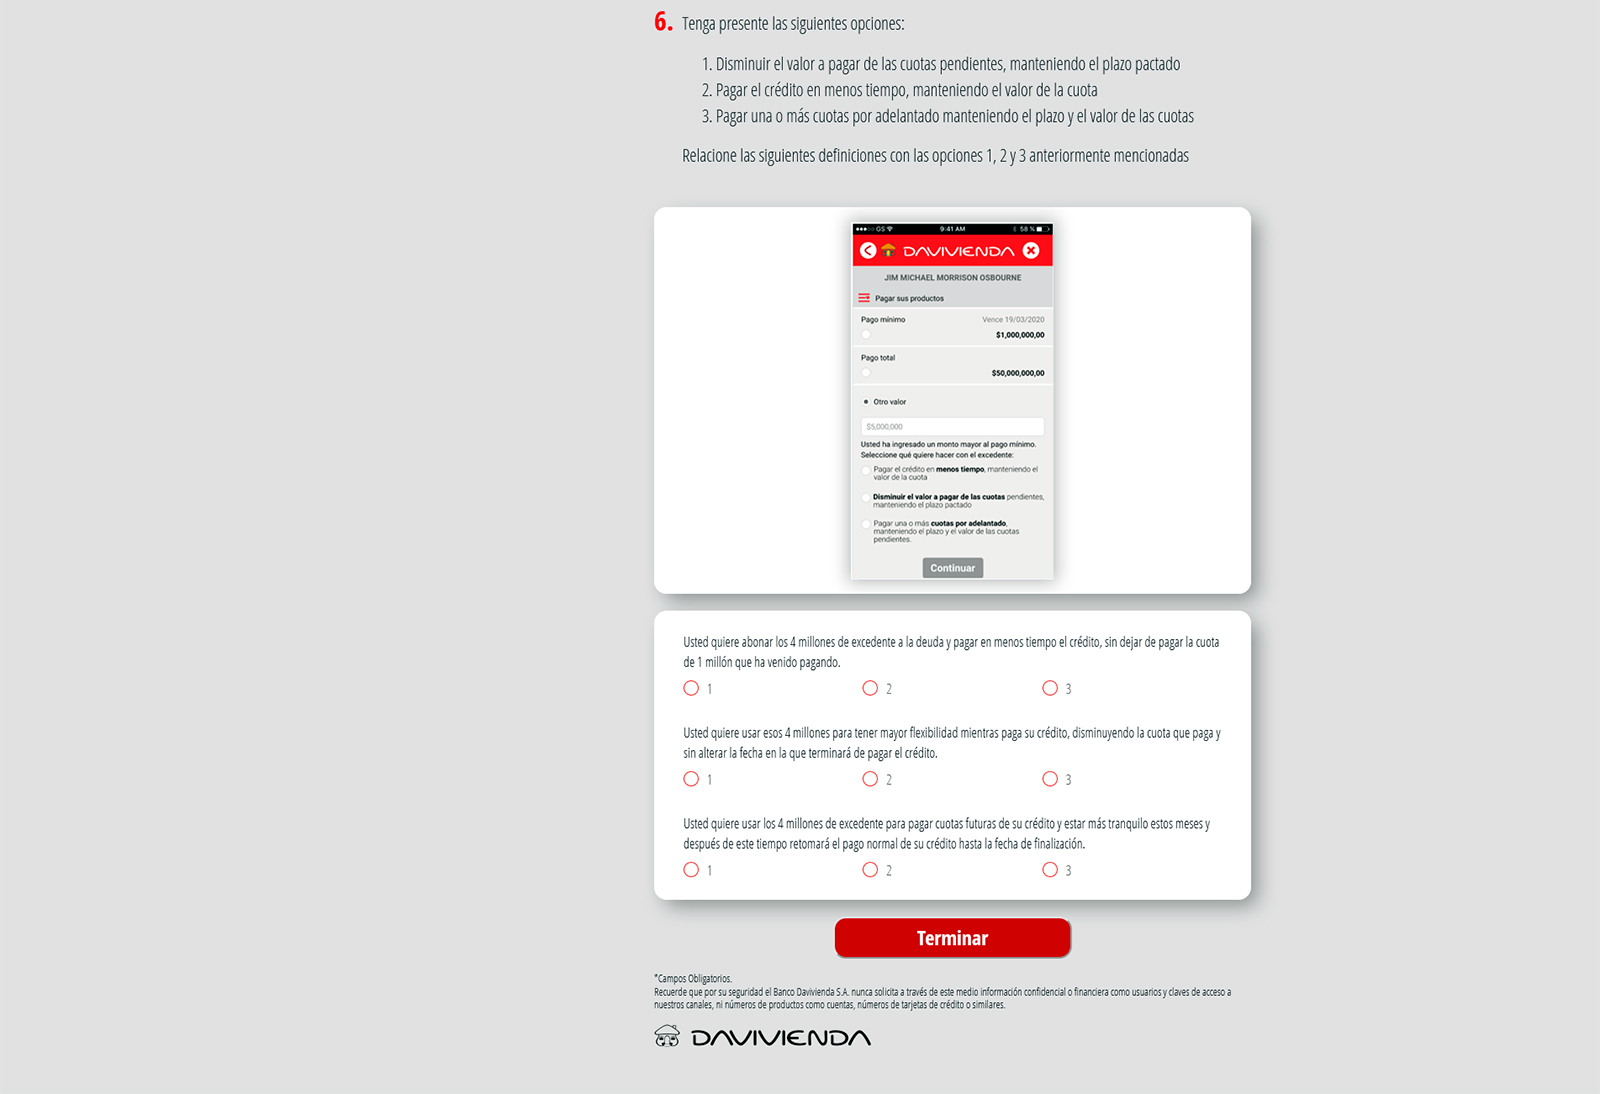 6. Tenga presente las siguientes opciones:
1. Disminuir el valor a pagar de las cuotas pendientes, manteniendo el plazo pactado
2. Pagar el crédito en menos tiempo, manteniendo el valor de la cuota
3. Pagar una o más cuotas por adelantado manteniendo el plazo y el valor de las cuotas
Relacione las siguientes definiciones con las opciones 1, 2 y 3 anteriormente mencionadas
GS 9:41 AM 58 %
DAVIVIENDA
JIM MICHAEL MORRISON OSBOURNE
Pagar sus productos
Pago mínimo Vence 19/03/2020
$1,000,000,00
Pago total
$50,000,000,00
Otro valor
$5,000,000
Usted ha ingresado un monto mayor al pago mínimo.
Seleccione qué quiere hacer con el excedente:
Pagar el crédito en menos tiempo, manteniendo el
valor de la cuota
Disminuir el valor a pagar de las cuotas pendientes,
manteniendo el plazo pactado
Pagar una o más cuotas por adelantado,
manteniendo el plazo y el valor de las cuotas
pendientes.
Continuar
Usted quiere abonar los 4 millones de excedente a la deuda y pagar en menos tiempo el crédito, sin dejar de pagar la cuota
de 1 millón que ha venido pagando.
1 2 3
Usted quiere usar esos 4 millones para tener mayor flexibilidad mientras paga su crédito, disminuyendo la cuota que paga y
sin alterar la fecha en la que terminará de pagar el crédito.
1 2 3
Usted quiere usar los 4 millones de excedente para pagar cuotas futuras de su crédito y estar más tranquilo estos meses y
después de este tiempo retomará el pago normal de su crédito hasta la fecha de finalización.
1 2 3
Terminar
*Campos Obligatorios.
Recuerde que por su seguridad el Banco Davivienda S.A. nunca solicita a través de este medio información confidencial o financiera como usuarios y claves de acceso a
nuestros canales, ni números de productos como cuentas, números de tarjetas de crédito o similares.
DAVIVIENDA